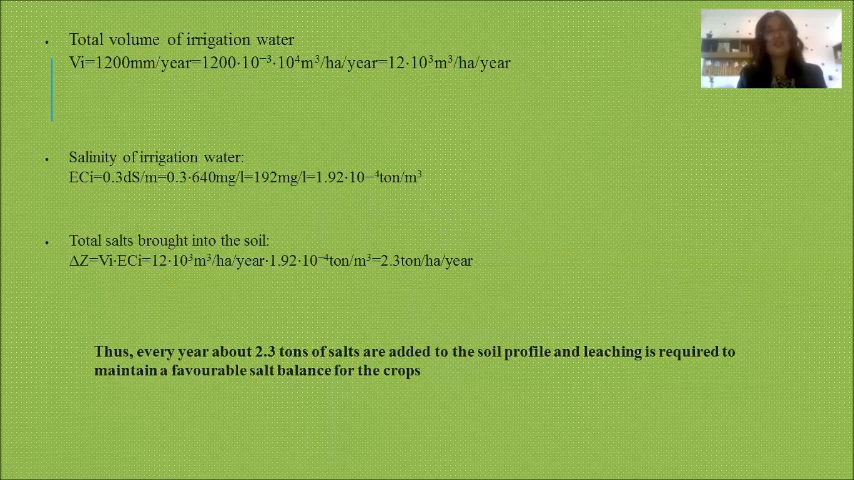 • Total volume of irrigation water
Vi=1200mm/year=1200·10⁻³·10⁴m³/ha/year=12·10³m³/ha/year
• Salinity of irrigation water:
ECi=0.3dS/m=0.3·640mg/l=192mg/l=1.92·10⁻⁴ton/m³
• Total salts brought into the soil:
ΔZ=Vi·ECi=12·10³m³/ha/year·1.92·10⁻⁴ton/m³=2.3ton/ha/year
Thus, every year about 2.3 tons of salts are added to the soil profile and leaching is required to
maintain a favourable salt balance for the crops